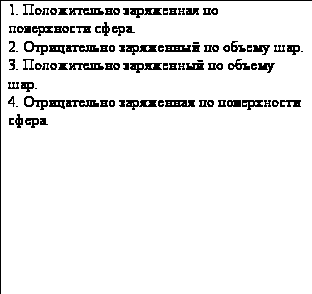 1. Положительно заряженная по
поверхности сфера.
2. Отрицательно заряженный по объему шар.
3. Положительно заряженный по объему
шар.
4. Отрицательно заряженная по поверхности
сфера.